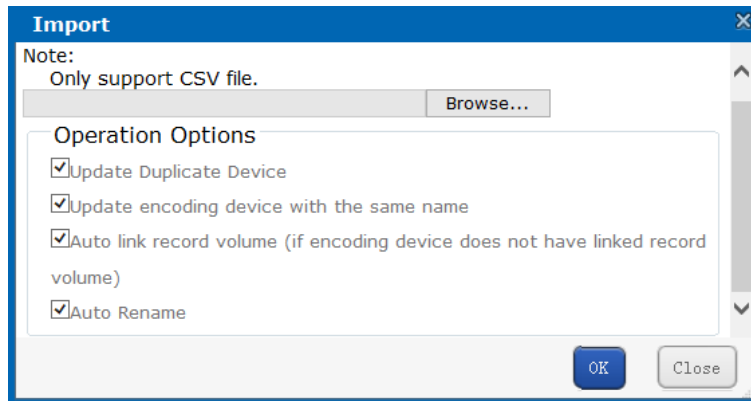 Import
Note:
Only support CSV file.
Browse...
Operation Options
Update Duplicate Device
Update encoding device with the same name
Auto link record volume (if encoding device does not have linked record
volume)
Auto Rename
OK
Close